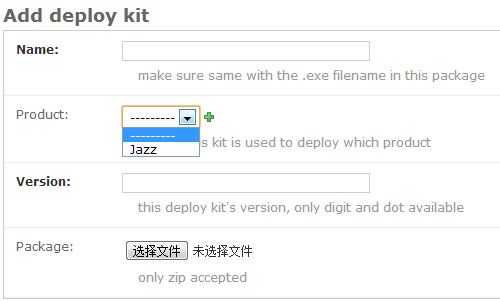 Add deploy kit
Name:
make sure same with the .exe filename in this package
Product:
---------
---------
Jazz
s kit is used to deploy which product
Version:
this deploy kit's version, only digit and dot available
Package:
选择文件 未选择文件
only zip accepted